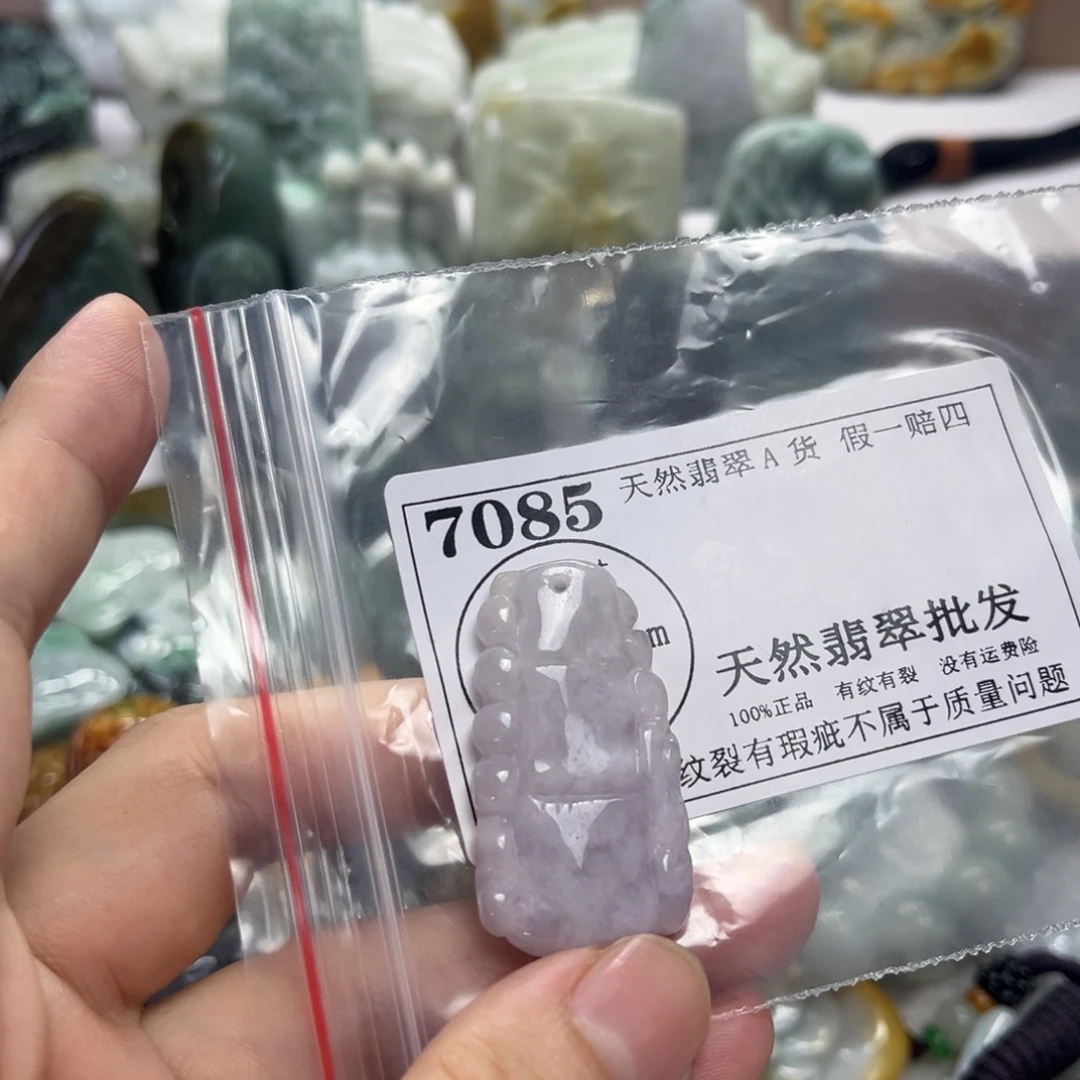 天然翡翠A货 假一赔四
7085
m
天然翡翠批发
100%正品 有纹有裂 没有运费险
纹裂有瑕疵不属于质量问题